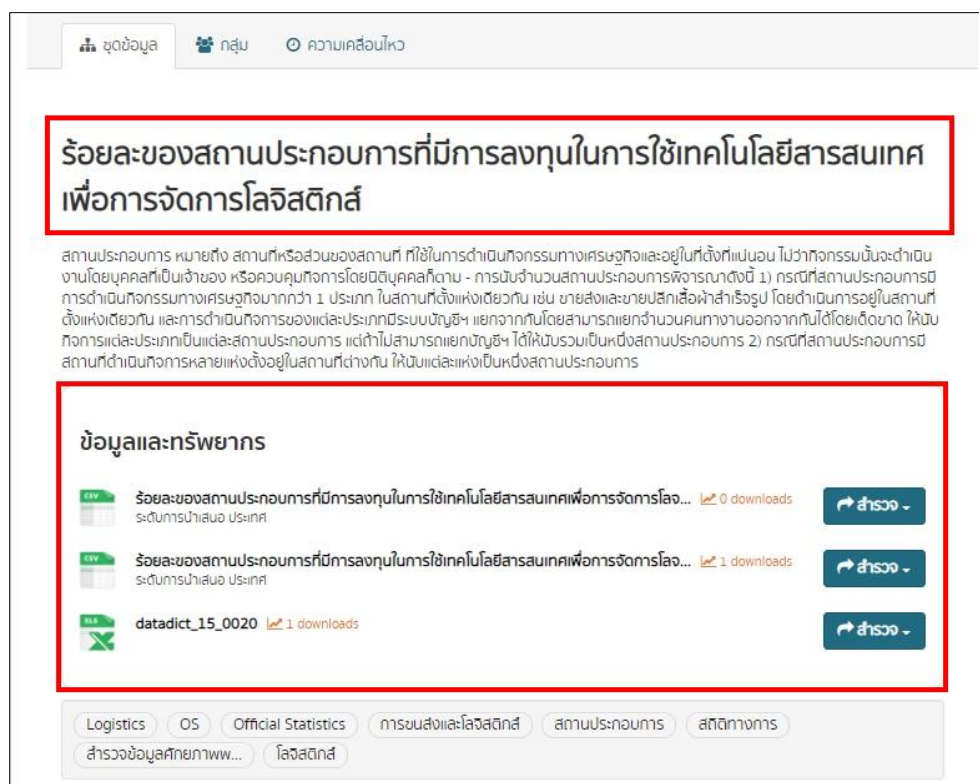 ชุดข้อมูล กลุ่ม ความเคลื่อนไหว
ร้อยละของสถานประกอบการที่มีการลงทุนในการใช้เทคโนโลยีสารสนเทศ
เพื่อการจัดการโลจิสติกส์
สถานประกอบการ หมายถึง สถานที่หรือส่วนของสถานที่ ที่ใช้ในการดำเนินกิจกรรมทางเศรษฐกิจและอยู่ในที่ตั้งที่แน่นอน ไม่ว่ากิจกรรมนั้นจะดำเนิน
งานโดยบุคคลที่เป็นเจ้าของ หรือควบคุมกิจการโดยนิติบุคคลก็ตาม - การนับจำนวนสถานประกอบการพิจารณาดังนี้ 1) กรณีที่สถานประกอบการมี
การดำเนินกิจกรรมทางเศรษฐกิจมากกว่า 1 ประเภท ในสถานที่ตั้งแห่งเดียวกัน เช่น ขายส่งและขายปลีกเสื้อผ้าสำเร็จรูป โดยดำเนินการอยู่ในสถานที่
ตั้งแห่งเดียวกัน และการดำเนินกิจการของแต่ละประเภทมีระบบบัญชีฯ แยกจากกันโดยสามารถแยกจำนวนคนทำงานออกจากกันได้โดยเด็ดขาด ให้นับ
กิจการแต่ละประเภทเป็นแต่ละสถานประกอบการ แต่ถ้าไม่สามารถแยกบัญชีฯ ได้ให้นับรวมเป็นหนึ่งสถานประกอบการ 2) กรณีที่สถานประกอบการมี
สถานที่ดำเนินกิจการหลายแห่งตั้งอยู่ในสถานที่ต่างกัน ให้นับแต่ละแห่งเป็นหนึ่งสถานประกอบการ
ข้อมูลและทรัพยากร
CSV ร้อยละของสถานประกอบการที่มีการลงทุนในการใช้เทคโนโลยีสารสนเทศเพื่อการจัดการโลจ... 0 downloads สำรวจ
ระดับการนำเสนอ ประเทศ
CSV ร้อยละของสถานประกอบการที่มีการลงทุนในการใช้เทคโนโลยีสารสนเทศเพื่อการจัดการโลจ... 1 downloads สำรวจ
ระดับการนำเสนอ ประเทศ
XLS datadict_15_0020 1 downloads สำรวจ
Logistics OS Official Statistics การขนส่งและโลจิสติกส์ สถานประกอบการ สถิติทางการ
สำรวจข้อมูลศักยภาพพ... โลจิสติกส์